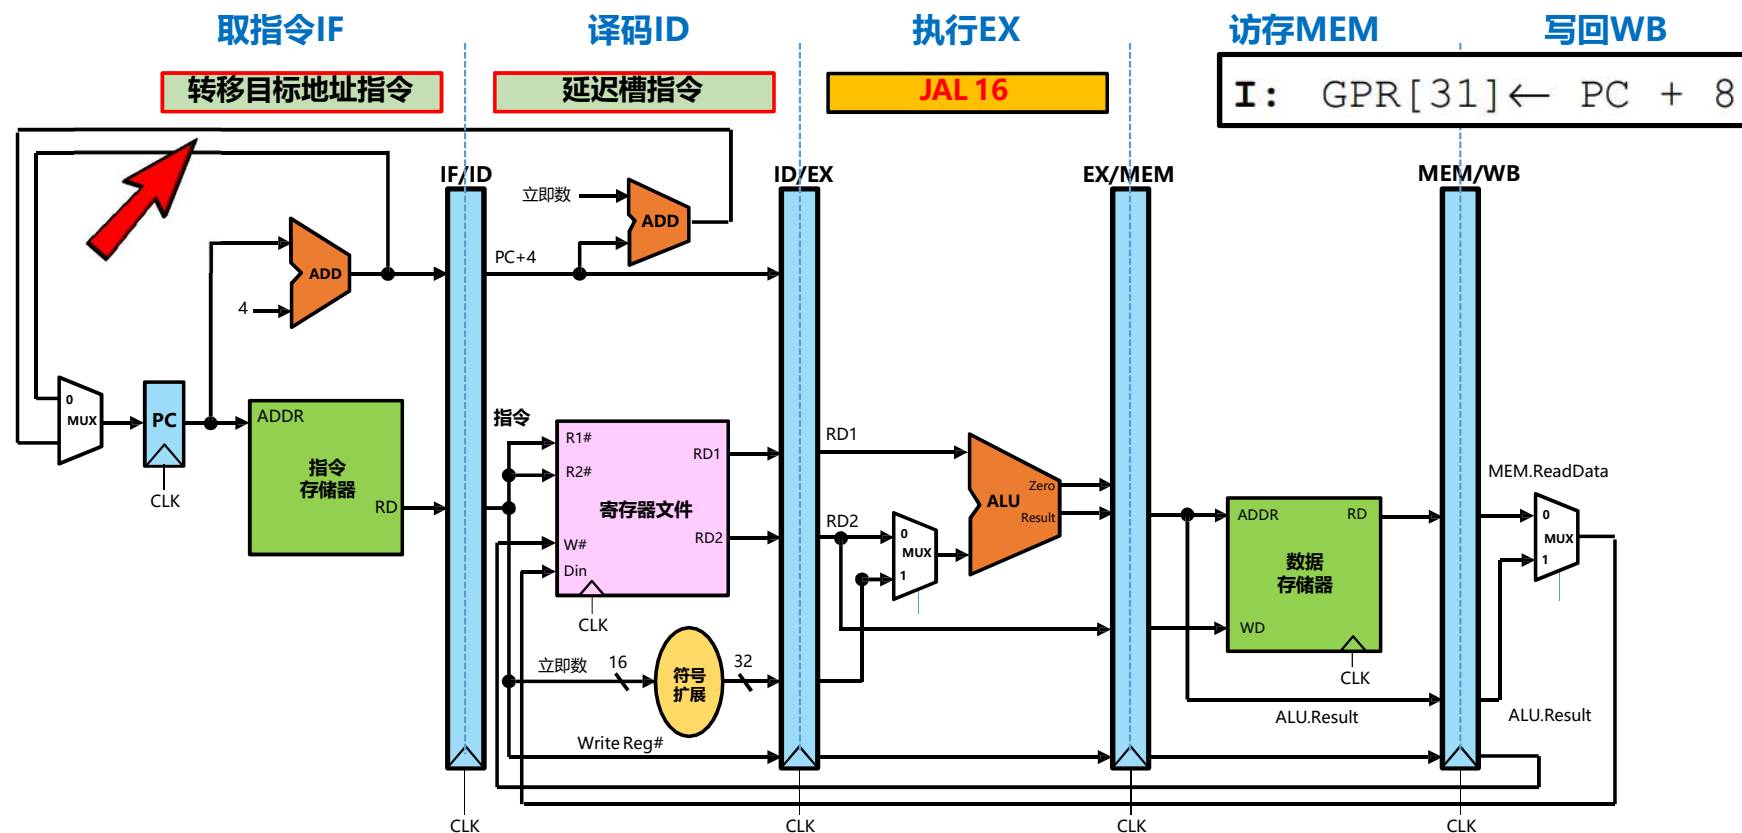 取指令IF
译码ID
执行EX
访存MEM
写回WB
转移目标地址指令
延迟槽指令
JAL 16
I: GPR[31]← PC + 8
IF/ID
ID/EX
EX/MEM
MEM/WB
立即数
ADD
PC+4
ADD
4
0
MUX
PC
CLK
ADDR
指令
存储器
RD
指令
R1#
R2#
W#
Din
RD1
RD2
寄存器文件
CLK
立即数
16
符号
扩展
32
Write Reg#
RD1
RD2
0
MUX
1
ALU
Zero
Result
ADDR
RD
数据
存储器
WD
CLK
ALU.Result
MEM.ReadData
0
MUX
1
ALU.Result
CLK
CLK
CLK
CLK